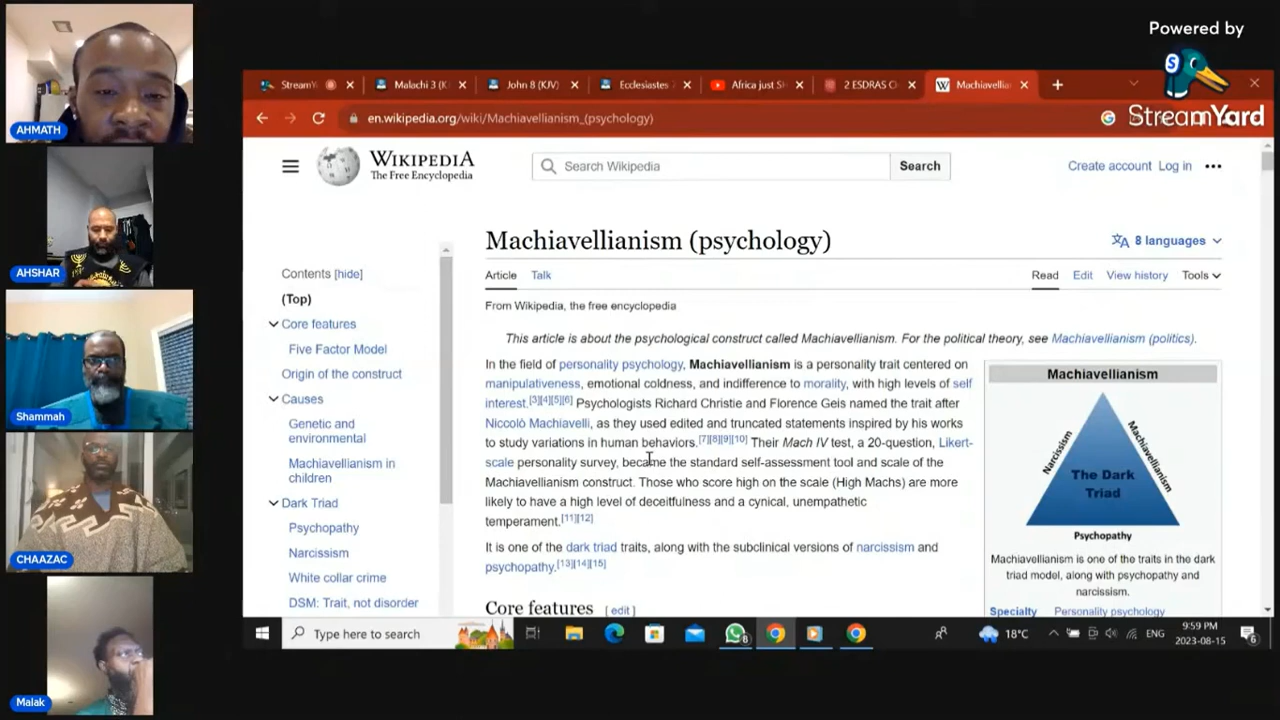 Powered by
StreamYard
AHMATH
AHSHAR
Shammah
CHAAZAC
Malak
StreamY
Malachi 3 (K
John 8 (KJV)
Ecclesiastes
Africa just S
2 ESDRAS C
Machiavellia
en.wikipedia.org/wiki/Machiavellianism_(psychology)
WIKIPEDIA
The Free Encyclopedia
Search Wikipedia
Search
Create account Log in
Contents [hide]
(Top)
Core features
Five Factor Model
Origin of the construct
Causes
Genetic and
environmental
Machiavellianism in
children
Dark Triad
Psychopathy
Narcissism
White collar crime
DSM: Trait, not disorder
Machiavellianism (psychology)
8 languages
Article Talk
Read Edit View history Tools
From Wikipedia, the free encyclopedia
This article is about the psychological construct called Machiavellianism. For the political theory, see Machiavellianism (politics).
In the field of personality psychology, Machiavellianism is a personality trait centered on
manipulativeness, emotional coldness, and indifference to morality, with high levels of self
interest.[3][4][5][6] Psychologists Richard Christie and Florence Geis named the trait after
Niccolò Machiavelli, as they used edited and truncated statements inspired by his works
to study variations in human behaviors.[7][8][9][10] Their Mach IV test, a 20-question, Likert-
scale personality survey, became the standard self-assessment tool and scale of the
Machiavellianism construct. Those who score high on the scale (High Machs) are more
likely to have a high level of deceitfulness and a cynical, unempathetic
temperament.[11][12]
It is one of the dark triad traits, along with the subclinical versions of narcissism and
psychopathy.[13][14][15]
Core features [ edit ]
Machiavellianism
Narcissism
Machiavellianism
The Dark
Triad
Psychopathy
Machiavellianism is one of the traits in the dark
triad model, along with psychopathy and
narcissism.
Specialty Personality psychology
Type here to search
8
18°C
ENG
9:59 PM
2023-08-15
6